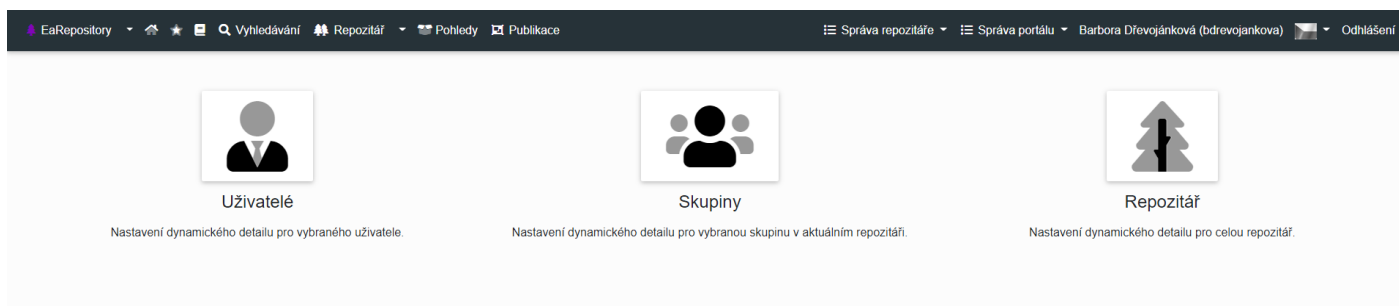 EaRepository Vyhledávání Repozitář Pohledy Publikace Správa repozitáře Správa portálu Barbora Dřevojánková (bdrevojankova) Odhlášení
Uživatelé Skupiny Repozitář
Nastavení dynamického detailu pro vybraného uživatele. Nastavení dynamického detailu pro vybranou skupinu v aktuálním repozitáři. Nastavení dynamického detailu pro celou repozitář.